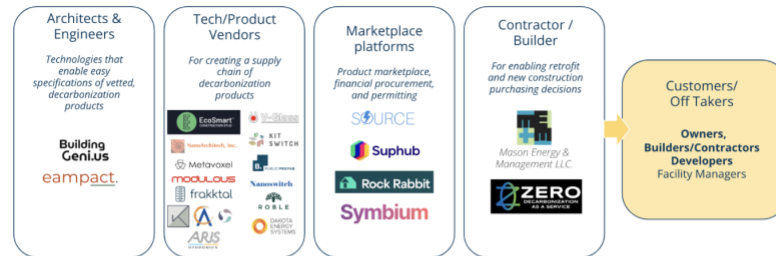 Architects &
Engineers
Technologies that
enable easy
specifications of vetted,
decarbonization
products
Building
Geni.us
eampact.
Tech/Product
Vendors
For creating a supply
chain of
decarbonization
products
EcoSmart
V-Glass
NanoArchitech, Inc.
KIT
SWITCH
Metavoxel
MODULOUS
frakktal
Nanoswitch
ROBLE
DAKOTA
ENERGY
SYSTEMS
ARIS
Marketplace
platforms
Product marketplace,
financial procurement,
and permitting
SOURCE
Suphub
Rock Rabbit
Symbium
Contractor /
Builder
For enabling retrofit
and new construction
purchasing decisions
Mason Energy &
Management LLC.
ZERO
DECARBONIZATION
AS A SERVICE
Customers/
Off Takers
Owners,
Builders/Contractors
Developers
Facility Managers